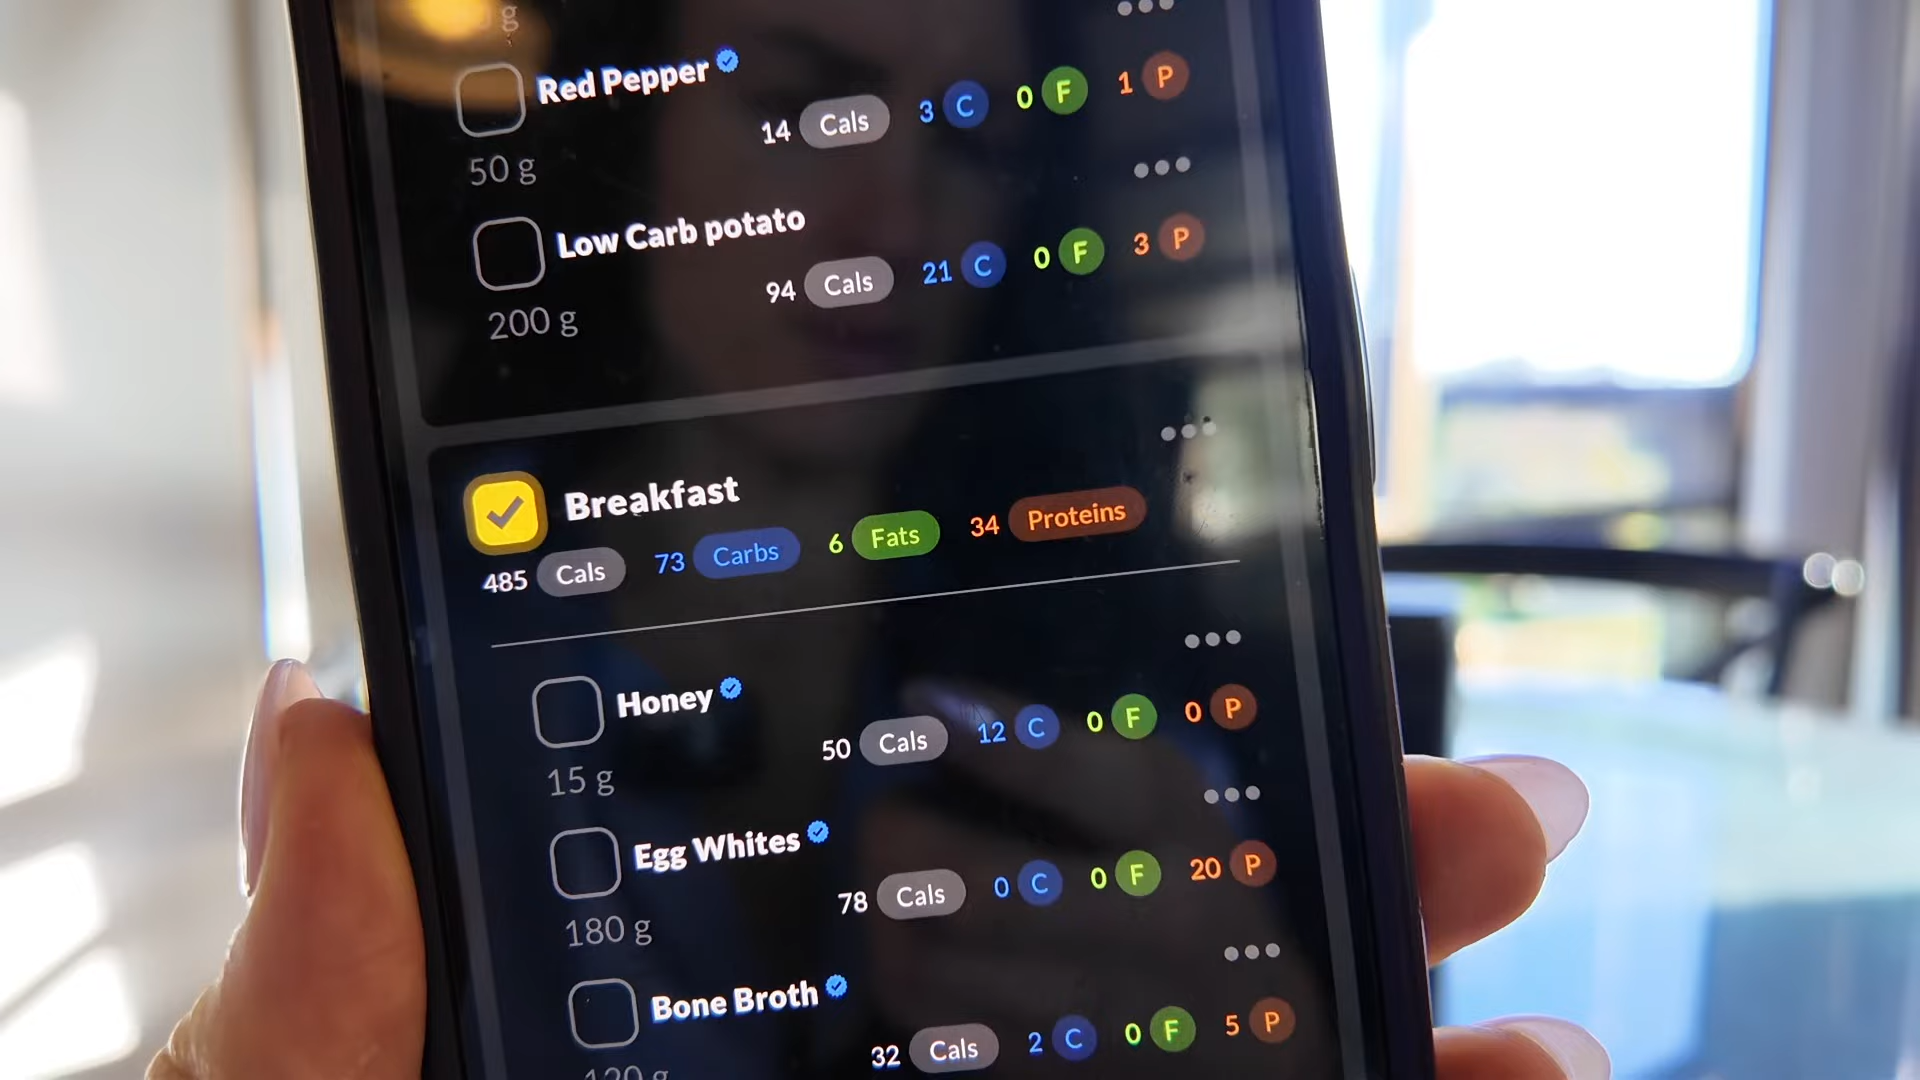 g
Red Pepper
14 Cals 3 C 0 F 1 P
50 g
Low Carb potato
94 Cals 21 C 0 F 3 P
200 g
Breakfast
485 Cals 73 Carbs 6 Fats 34 Proteins
Honey
50 Cals 12 C 0 F 0 P
15 g
Egg Whites
78 Cals 0 C 0 F 20 P
180 g
Bone Broth
32 Cals 2 C 0 F 5 P
120 g